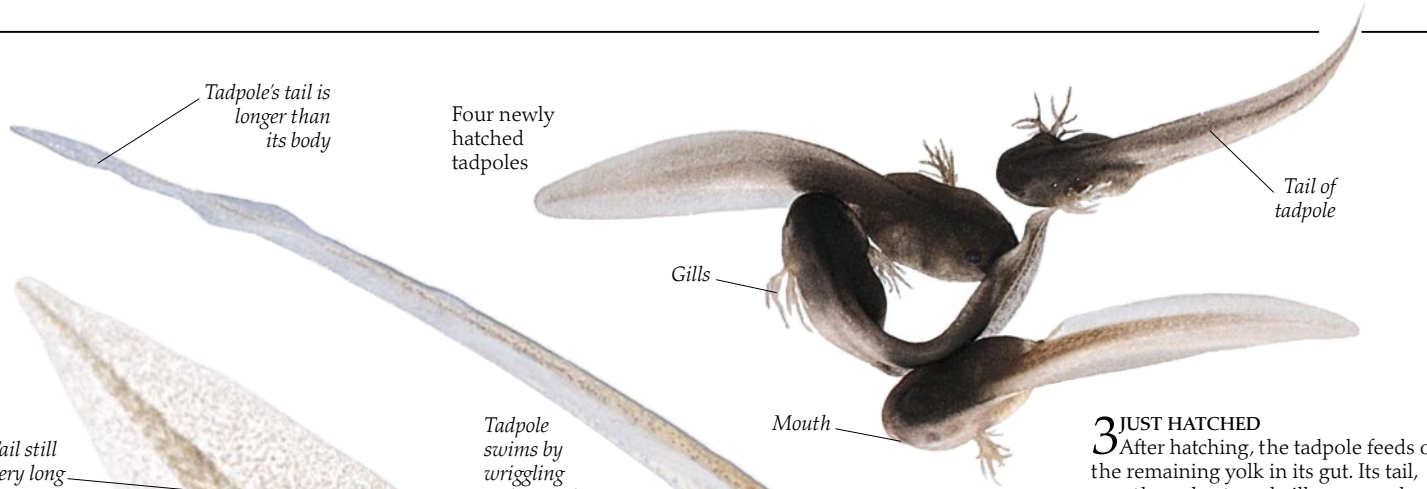 Tadpole's tail is
longer than
its body
Four newly
hatched
tadpoles
Tail of
tadpole
Gills
Mouth
Tadpole
swims by
wriggling
still
long
3 JUST HATCHED
After hatching, the tadpole feeds
the remaining yolk in its gut. Its tail,